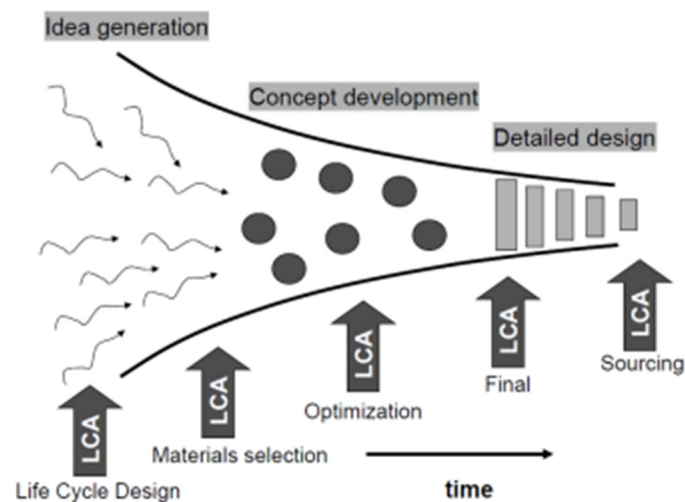 Idea generation
Concept development
Detailed design
LCA
Life Cycle Design
LCA
Materials selection
LCA
Optimization
LCA
Final
LCA
Sourcing
time